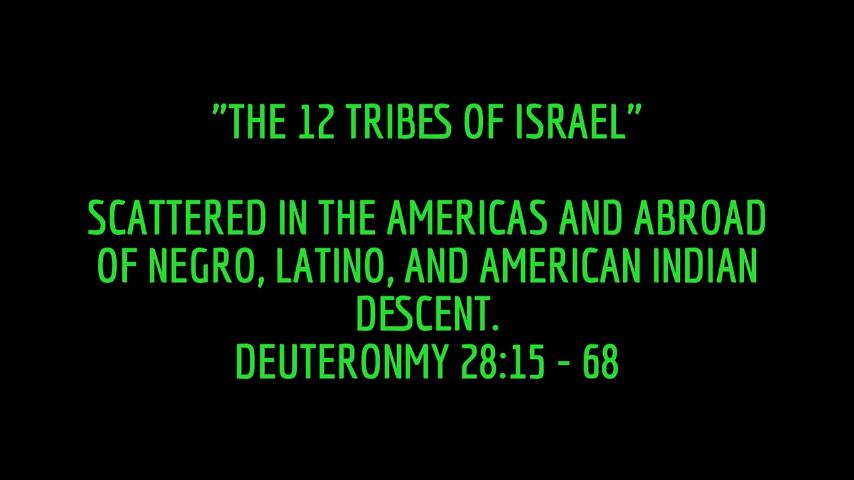 "THE 12 TRIBES OF ISRAEL"
SCATTERED IN THE AMERICAS AND ABROAD
OF NEGRO, LATINO, AND AMERICAN INDIAN
DESCENT.
DEUTERONMY 28:15 - 68